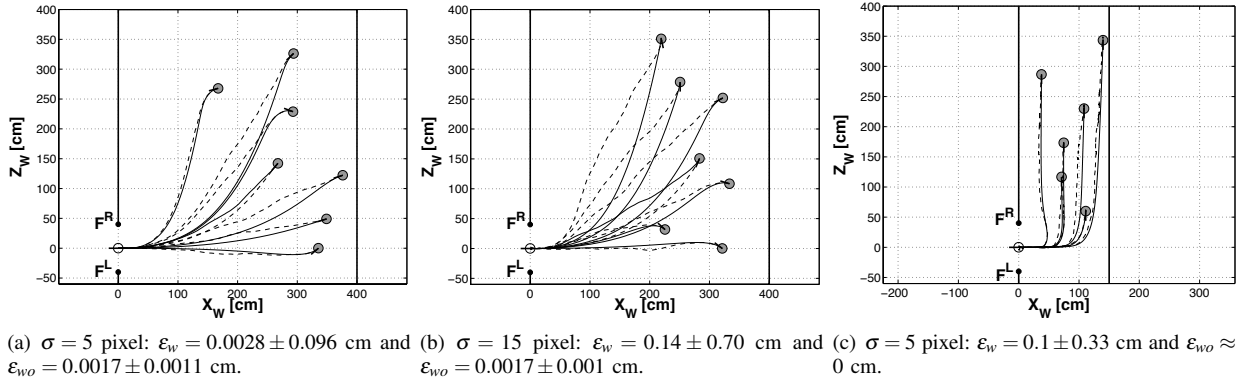 400
350
300
250
200
150
100
50
0
−50
Z_W [cm]
F^R
F^L
0 100 200 300 400
X_W [cm]
400
350
300
250
200
150
100
50
0
−50
Z_W [cm]
F^R
F^L
0 100 200 300 400
X_W [cm]
400
350
300
250
200
150
100
50
0
−50
Z_W [cm]
F^R
F^L
−200 −100 0 100 200
X_W [cm]
(a) σ = 5 pixel: ε_w = 0.0028 ± 0.096 cm and
ε_wo = 0.0017 ± 0.0011 cm.
(b) σ = 15 pixel: ε_w = 0.14 ± 0.70 cm and
ε_wo = 0.0017 ± 0.001 cm.
(c) σ = 5 pixel: ε_w = 0.1 ± 0.33 cm and ε_wo ≈
0 cm.